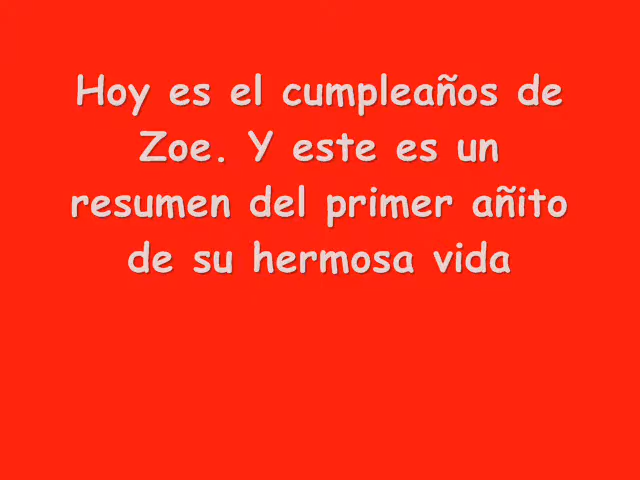 Hoy es el cumpleaños de
Zoe. Y este es un
resumen del primer añito
de su hermosa vida